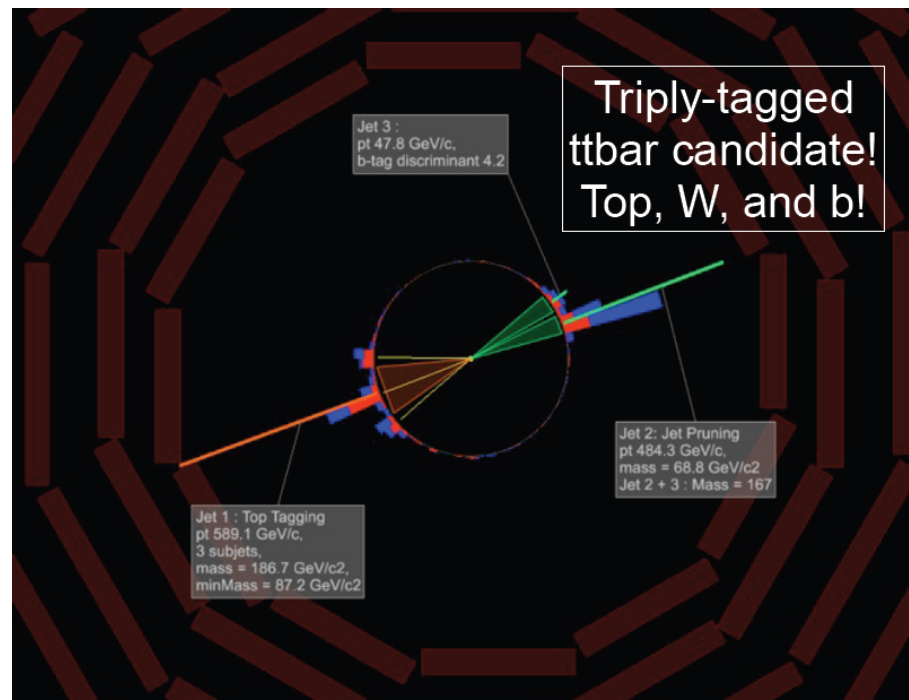 Triply-tagged
ttbar candidate!
Top, W, and b!
Jet 3 :
pt 47.8 GeV/c,
b-tag discriminant 4.2
Jet 2: Jet Pruning
pt 484.3 GeV/c,
mass = 68.8 GeV/c2
Jet 2 + 3 : Mass = 167
Jet 1 : Top Tagging
pt 589.1 GeV/c,
3 subjets,
mass = 186.7 GeV/c2,
minMass = 87.2 GeV/c2